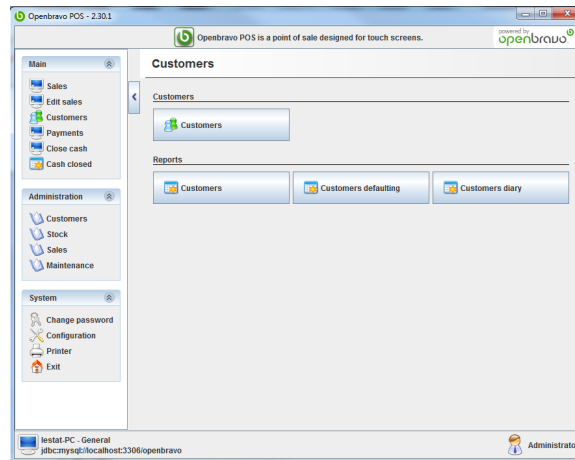 Openbravo POS - 2.30.1
Openbravo POS is a point of sale designed for touch screens.
powered by
openbravo
Main
Sales
Edit sales
Customers
Payments
Close cash
Cash closed
Administration
Customers
Stock
Sales
Maintenance
System
Change password
Configuration
Printer
Exit
Customers
Customers
Customers
Reports
Customers
Customers defaulting
Customers diary
lestat-PC - General
jdbc:mysql://localhost:3306/openbravo
Administrato